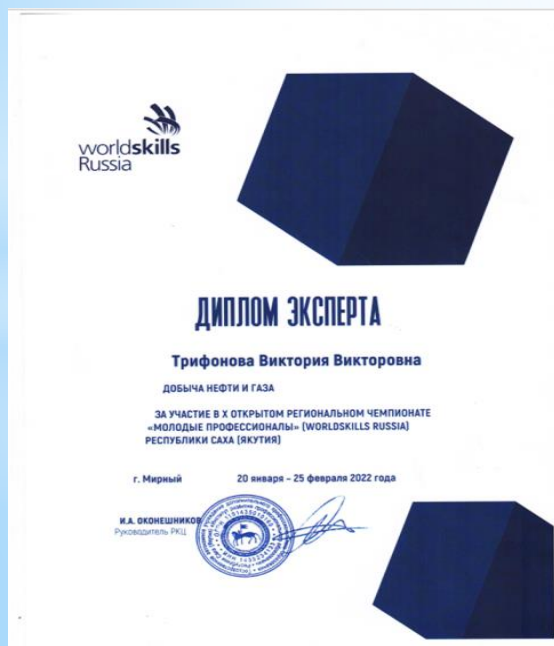 worldskills
Russia
ДИПЛОМ ЭКСПЕРТА
Трифонова Виктория Викторовна
ДОБЫЧА НЕФТИ И ГАЗА
ЗА УЧАСТИЕ В X ОТКРЫТОМ РЕГИОНАЛЬНОМ ЧЕМПИОНАТЕ
«МОЛОДЫЕ ПРОФЕССИОНАЛЫ» (WORLDSKILLS RUSSIA)
РЕСПУБЛИКИ САХА (ЯКУТИЯ)
г. Мирный 20 января – 25 февраля 2022 года
И.А. ОКОНЕШНИКОВ
Руководитель РКЦ